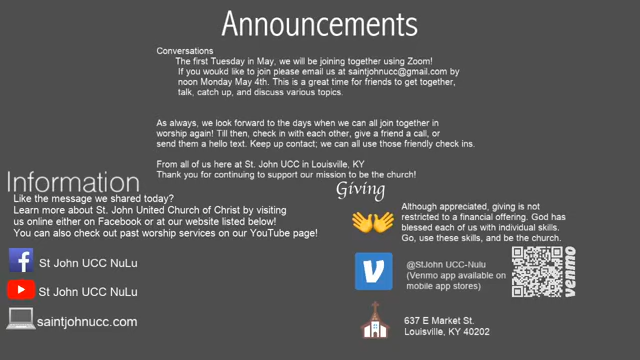 Announcements
Conversations
The first Tuesday in May, we will be joining together using Zoom!
If you woukd like to join please email us at saintjohnucc@gmail.com by
noon Monday May 4th. This is a great time for friends to get together,
talk, catch up, and discuss various topics.
As always, we look forward to the days when we can all join together in
worship again! Till then, check in with each other, give a friend a call, or
send them a hello text. Keep up contact; we can all use those friendly check ins.
From all of us here at St. John UCC in Louisville, KY
Thank you for continuing to support our mission to be the church!
Information
Like the message we shared today?
Learn more about St. John United Church of Christ by visiting
us online either on Facebook or at our website listed below!
You can also check out past worship services on our YouTube page!
St John UCC NuLu
St John UCC NuLu
saintjohnucc.com
Giving
Although appreciated, giving is not
restricted to a financial offering. God has
blessed each of us with individual skills.
Go, use these skills, and be the church.
@StJohn UCC-Nulu
(Venmo app available on
mobile app stores)
venmo
637 E Market St.
Louisville, KY 40202